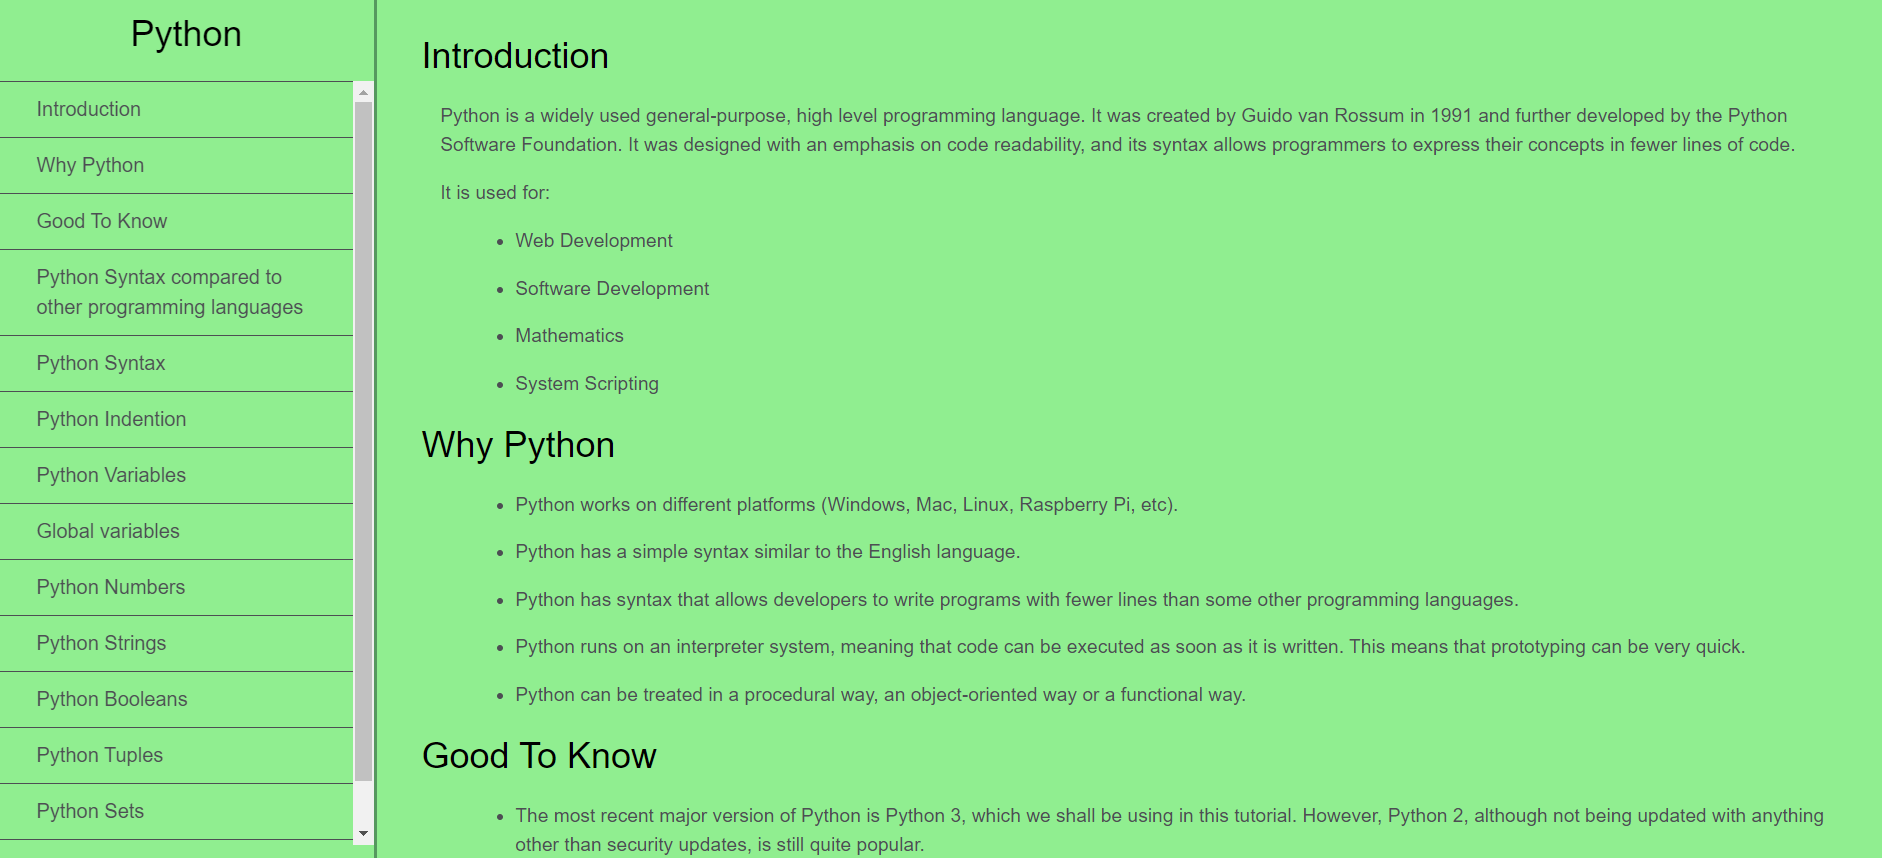 Python
Introduction
Why Python
Good To Know
Python Syntax compared to
other programming languages
Python Syntax
Python Indention
Python Variables
Global variables
Python Numbers
Python Strings
Python Booleans
Python Tuples
Python Sets
Introduction
Python is a widely used general-purpose, high level programming language. It was created by Guido van Rossum in 1991 and further developed by the Python
Software Foundation. It was designed with an emphasis on code readability, and its syntax allows programmers to express their concepts in fewer lines of code.
It is used for:
• Web Development
• Software Development
• Mathematics
• System Scripting
Why Python
• Python works on different platforms (Windows, Mac, Linux, Raspberry Pi, etc).
• Python has a simple syntax similar to the English language.
• Python has syntax that allows developers to write programs with fewer lines than some other programming languages.
• Python runs on an interpreter system, meaning that code can be executed as soon as it is written. This means that prototyping can be very quick.
• Python can be treated in a procedural way, an object-oriented way or a functional way.
Good To Know
• The most recent major version of Python is Python 3, which we shall be using in this tutorial. However, Python 2, although not being updated with anything
other than security updates, is still quite popular.